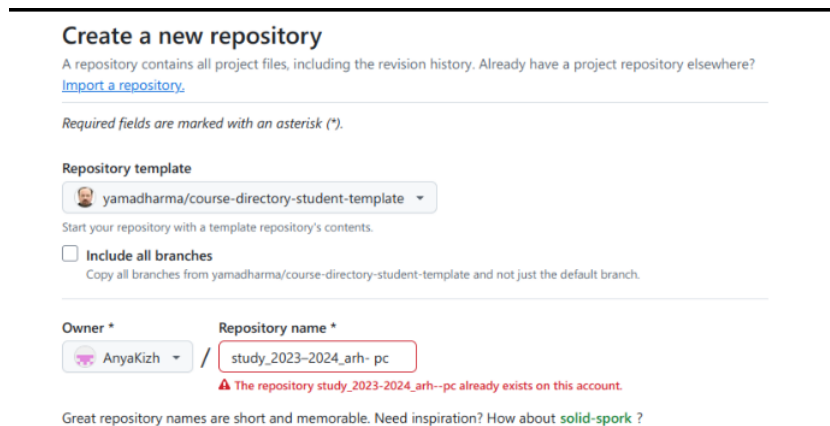 Create a new repository
A repository contains all project files, including the revision history. Already have a project repository elsewhere?
Import a repository.
Required fields are marked with an asterisk (*).
Repository template
yamadharma/course-directory-student-template
Start your repository with a template repository's contents.
Include all branches
Copy all branches from yamadharma/course-directory-student-template and not just the default branch.
Owner * Repository name *
AnyaKizh / study_2023–2024_arh- pc
The repository study_2023-2024_arh--pc already exists on this account.
Great repository names are short and memorable. Need inspiration? How about solid-spork ?